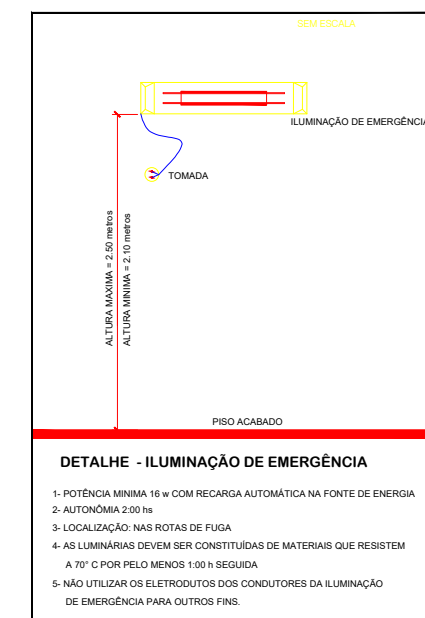 SEM ESCALA
ILUMINAÇÃO DE EMERGÊNCIA
TOMADA
ALTURA MAXIMA = 2.50 metros
ALTURA MINIMA = 2.10 metros
PISO ACABADO
DETALHE - ILUMINAÇÃO DE EMERGÊNCIA
1- POTÊNCIA MINIMA 16 w COM RECARGA AUTOMÁTICA NA FONTE DE ENERGIA
2- AUTONÔMIA 2:00 hs
3- LOCALIZAÇÃO: NAS ROTAS DE FUGA
4- AS LUMINÁRIAS DEVEM SER CONSTITUÍDAS DE MATERIAIS QUE RESISTEM
A 70° C POR PELO MENOS 1:00 h SEGUIDA
5- NÃO UTILIZAR OS ELETRODUTOS DOS CONDUTORES DA ILUMINAÇÃO
DE EMERGÊNCIA PARA OUTROS FINS.